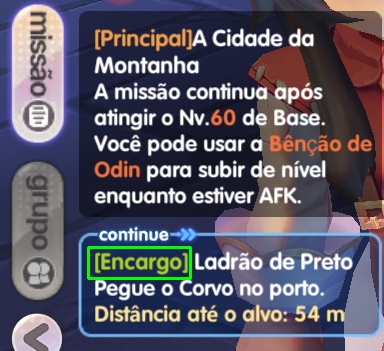 missão
[Principal]A Cidade da
Montanha
A missão continua após
atingir o Nv.60 de Base.
Você pode usar a Bênção de
Odin para subir de nível
enquanto estiver AFK.
grupo
continue
[Encargo] Ladrão de Preto
Pegue o Corvo no porto.
Distância até o alvo: 54 m